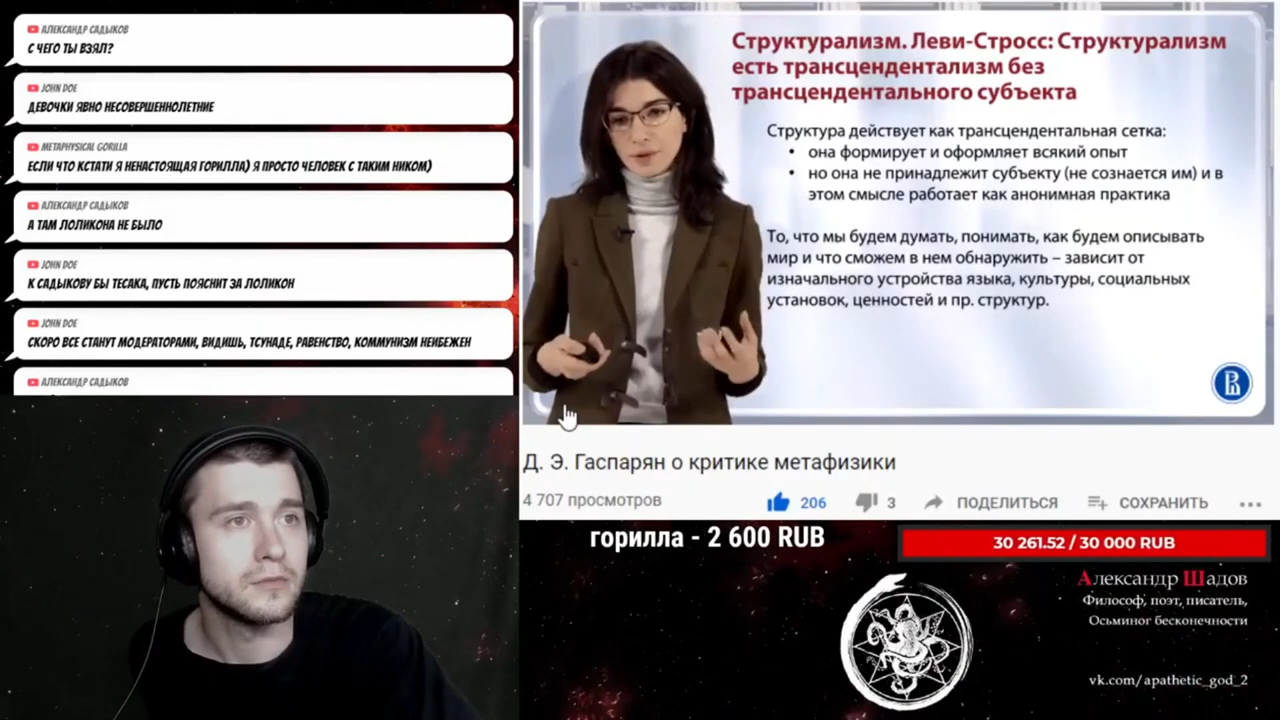 АЛЕКСАНДР САДЫКОВ
С ЧЕГО ТЫ ВЗЯЛ?
JOHN DOE
ДЕВОЧКИ ЯВНО НЕСОВЕРШЕННОЛЕТНИЕ
METAPHYSICAL GORILLA
ЕСЛИ ЧТО КСТАТИ Я НЕНАСТОЯЩАЯ ГОРИЛЛА) Я ПРОСТО ЧЕЛОВЕК С ТАКИМ НИКОМ)
АЛЕКСАНДР САДЫКОВ
А ТАМ ЛОЛИКОНА НЕ БЫЛО
JOHN DOE
К САДЫКОВУ БЫ ТЕСАКА, ПУСТЬ ПОЯСНИТ ЗА ЛОЛИКОН
JOHN DOE
СКОРО ВСЕ СТАНУТ МОДЕРАТОРАМИ, ВИДИШЬ, ТСУНАДЕ, РАВЕНСТВО, КОММУНИЗМ НЕИБЕЖЕН
АЛЕКСАНДР САДЫКОВ
Структурализм. Леви-Стросс: Структурализм
есть трансцендентализм без
трансцендентального субъекта
Структура действует как трансцендентальная сетка:
• она формирует и оформляет всякий опыт
• но она не принадлежит субъекту (не сознается им) и в
этом смысле работает как анонимная практика
То, что мы будем думать, понимать, как будем описывать
мир и что сможем в нем обнаружить – зависит от
изначального устройства языка, культуры, социальных
установок, ценностей и пр. структур.
Д. Э. Гаспарян о критике метафизики
4 707 просмотров
206
3
ПОДЕЛИТЬСЯ
СОХРАНИТЬ
горилла - 2 600 RUB
30 261.52 / 30 000 RUB
Александр Шадов
Философ, поэт, писатель,
Осьминог бесконечности
vk.com/apathetic_god_2